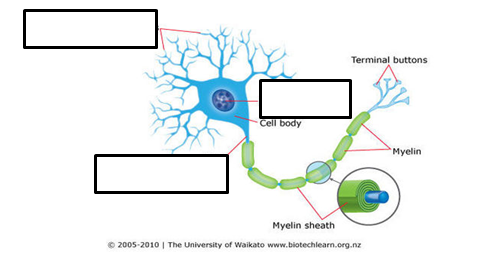 Terminal buttons
Cell body
Myelin
Myelin sheath
© 2005-2010 | The University of Waikato www.biotechlearn.org.nz